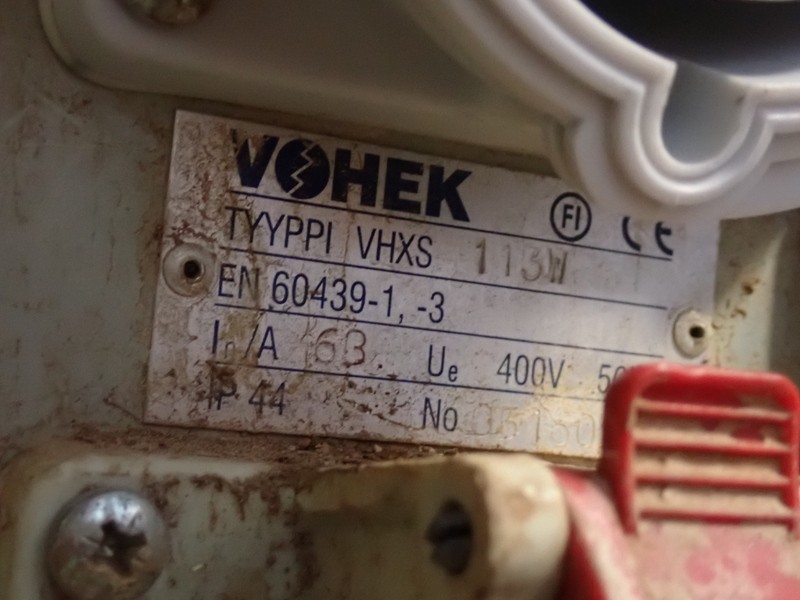 VOHEK FI CE
TYYPPI VHXS 113W
EN 60439-1, -3
In/A 63 Ue 400V
IP 44 No